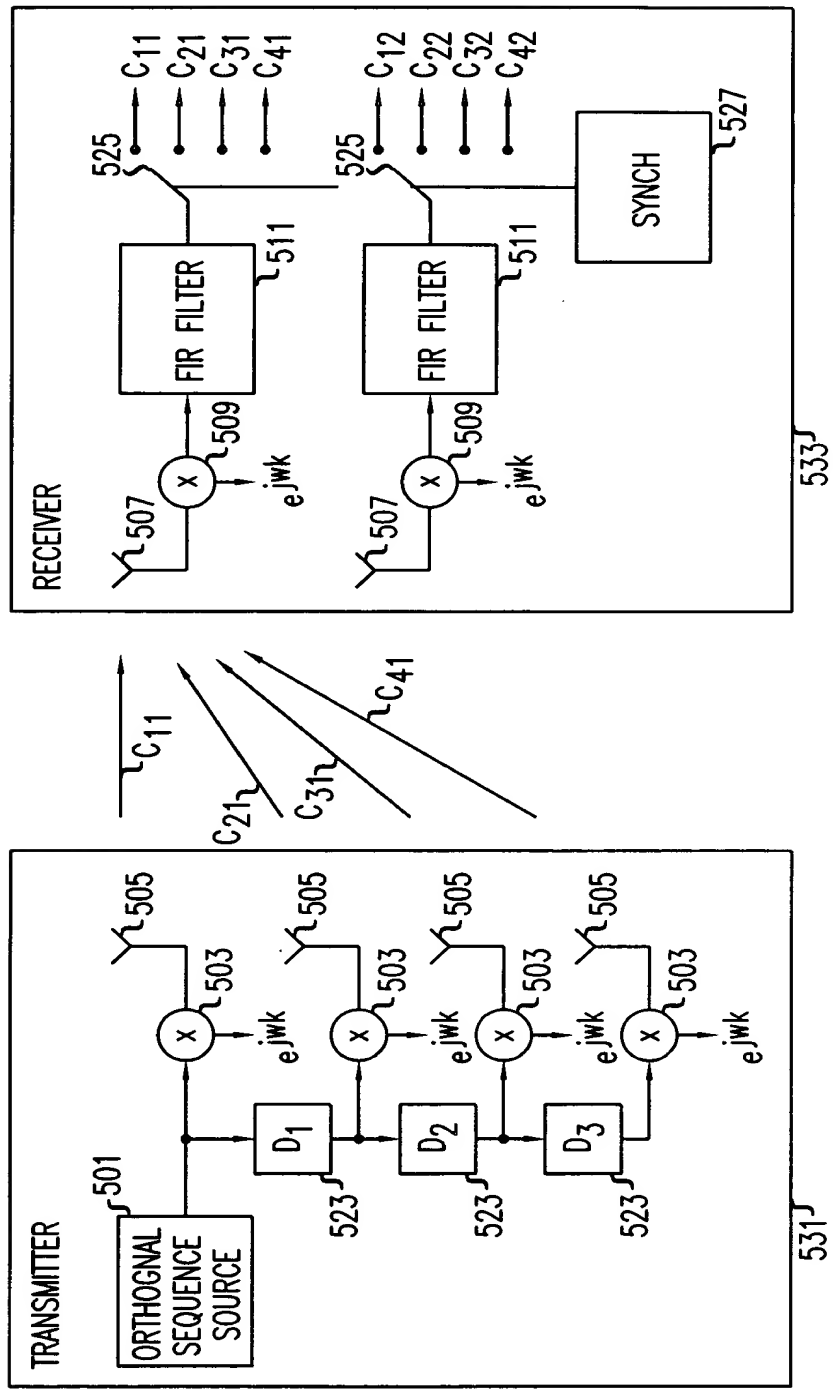 TRANSMITTER
501
ORTHOGNAL
SEQUENCE
SOURCE
X
503
505
e^jwk
D1
523
X
503
505
e^jwk
D2
523
X
503
505
e^jwk
D3
523
X
503
505
e^jwk
531
C11
C21
C31
C41
RECEIVER
507
X
509
e^jwk
FIR FILTER
511
525
C11
C21
C31
C41
507
X
509
e^jwk
FIR FILTER
511
525
C12
C22
C32
C42
SYNCH
527
533